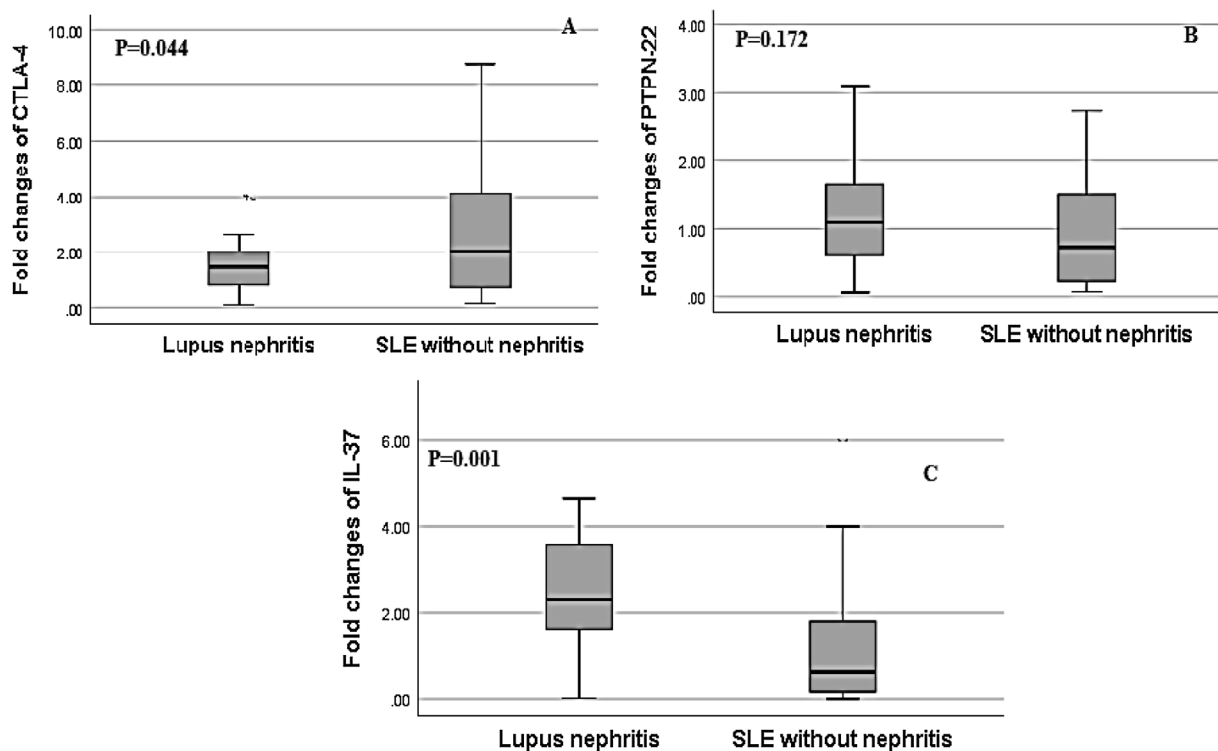 A
P=0.044
Fold changes of CTLA-4
10.00
8.00
6.00
4.00
2.00
.00
Lupus nephritis
SLE without nephritis
B
P=0.172
Fold changes of PTPN-22
4.00
3.00
2.00
1.00
.00
Lupus nephritis
SLE without nephritis
C
P=0.001
Fold changes of IL-37
6.00
4.00
2.00
.00
Lupus nephritis
SLE without nephritis